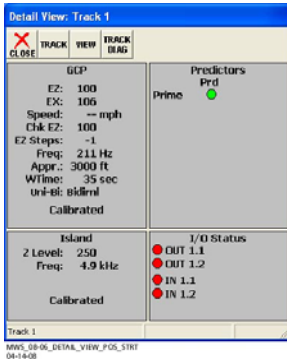 Detail View: Track 1
CLOSE TRACK VIEW TRACK DIAG
GCP
EZ: 100
EX: 106
Speed: -- mph
Chk EZ: 100
EZ Steps: -1
Freq: 211 Hz
Appr.: 3000 ft
WTime: 35 sec
Uni-Bi: Bidirnl
Calibrated
Predictors
Prd
Prime
Island
Z Level: 250
Freq: 4.9 kHz
Calibrated
I/O Status
OUT 1.1
OUT 1.2
IN 1.1
IN 1.2
Track 1
MWS_08-06_DETAIL_VIEW_POS_STRT
04-14-08